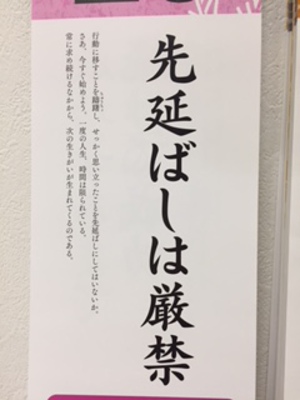 先延ばしは厳禁
行動に移すことを躊躇し、せっかく思い立ったことを先延ばしにしてはいないか。
さあ、今すぐ始めよう。一度の人生、時間は限られている。
常に求め続けるなかから、次の生きがいが生まれてくるのである。